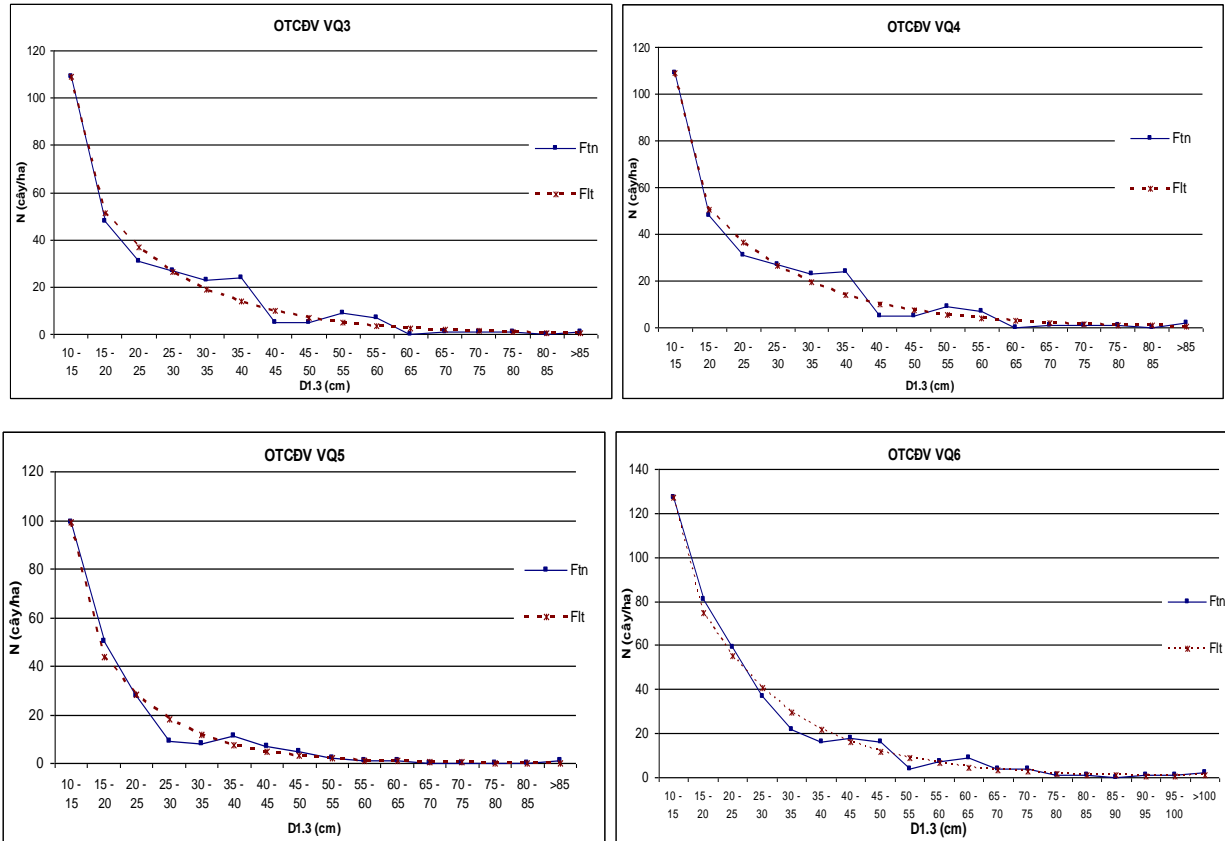 OTCĐV VQ3
120
100
80
60
40
20
0
N (cây/ha)
10 - 15 - 20 - 25 - 30 - 35 - 40 - 45 - 50 - 55 - 60 - 65 - 70 - 75 - 80 - >85
15 20 25 30 35 40 45 50 55 60 65 70 75 80 85
D1.3 (cm)
Ftn
Flt
OTCĐV VQ4
120
100
80
60
40
20
0
N (cây/ha)
10 - 15 - 20 - 25 - 30 - 35 - 40 - 45 - 50 - 55 - 60 - 65 - 70 - 75 - 80 - >85
15 20 25 30 35 40 45 50 55 60 65 70 75 80 85
D1.3 (cm)
Ftn
Flt
OTCĐV VQ5
120
100
80
60
40
20
0
N (cây/ha)
10 - 15 - 20 - 25 - 30 - 35 - 40 - 45 - 50 - 55 - 60 - 65 - 70 - 75 - 80 - >85
15 20 25 30 35 40 45 50 55 60 65 70 75 80 85
D1.3 (cm)
Ftn
Flt
OTCĐV VQ6
140
120
100
80
60
40
20
0
N (cây/ha)
10 - 15 - 20 - 25 - 30 - 35 - 40 - 45 - 50 - 55 - 60 - 65 - 70 - 75 - 80 - 85 - 90 - 95 - >100
15 20 25 30 35 40 45 50 55 60 65 70 75 80 85 90 95 100
D1.3 (cm)
Ftn
Flt